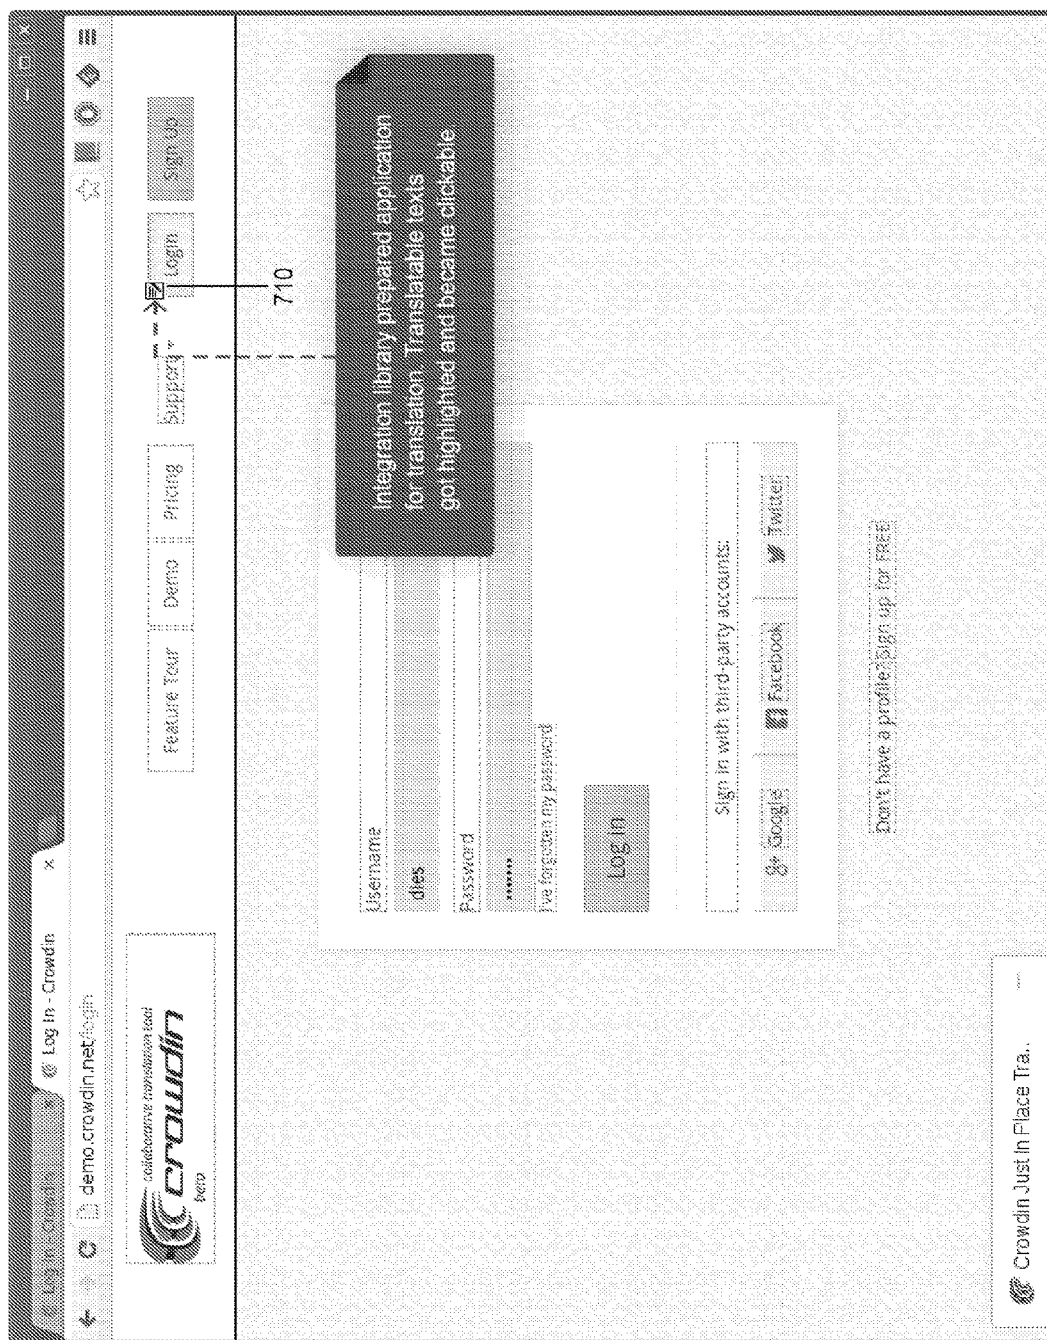 Log In - Crowdin
Log In - Crowdin
demo.crowdin.net/login
collaborative translation tool
crowdin
Feature Tour
Demo
Pricing
Support
Login
Sign Up
710
Integration library prepared application
for translation. Translatable texts
got highlighted and became clickable
Username
dies
Password
•••••••
I've forgotten my password
Log In
Sign in with third-party accounts:
Google
Facebook
Twitter
Don't have a profile? Sign up for FREE
Crowdin Just In Place Tra..